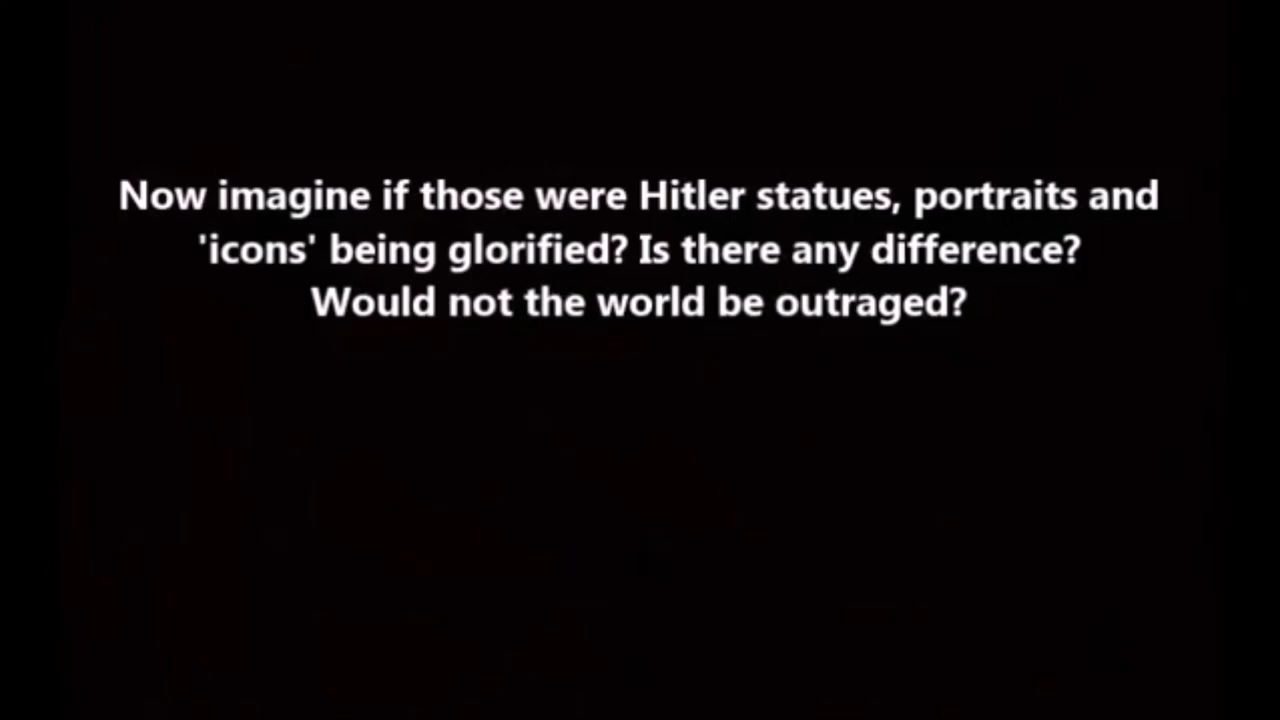 Now imagine if those were Hitler statues, portraits and
'icons' being glorified? Is there any difference?
Would not the world be outraged?